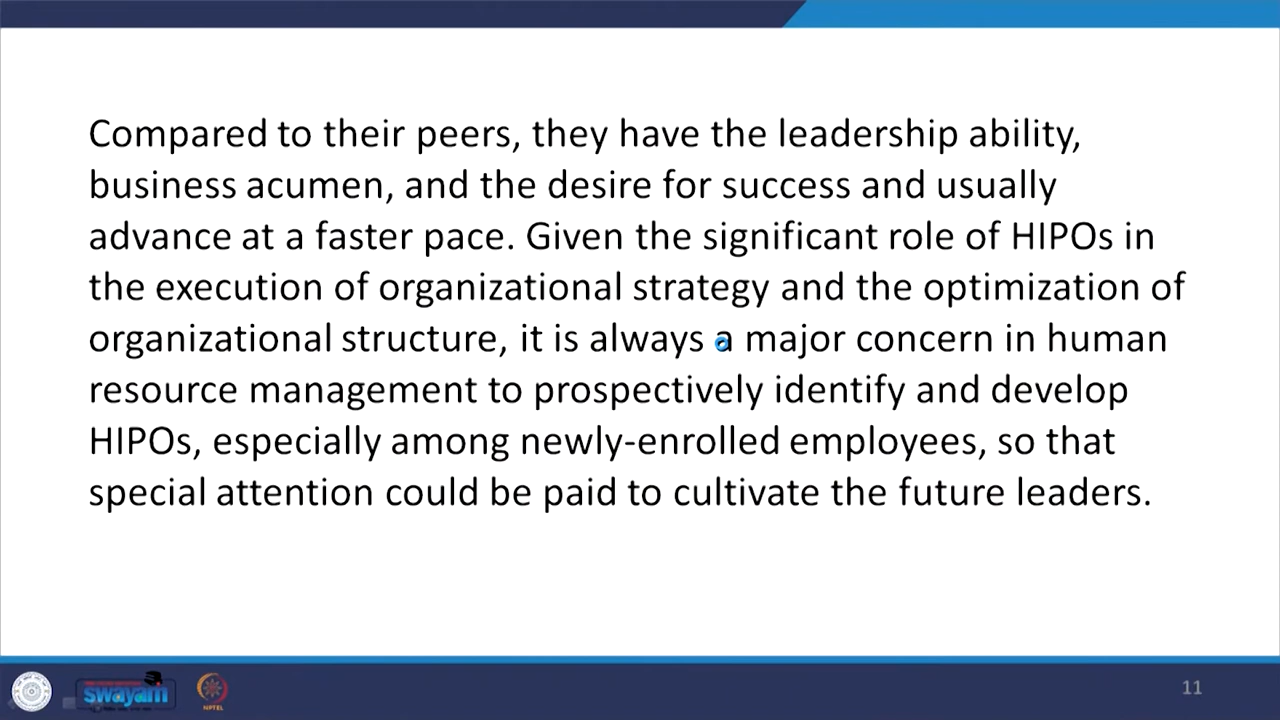 Compared to their peers, they have the leadership ability,
business acumen, and the desire for success and usually
advance at a faster pace. Given the significant role of HIPOs in
the execution of organizational strategy and the optimization of
organizational structure, it is always a major concern in human
resource management to prospectively identify and develop
HIPOs, especially among newly-enrolled employees, so that
special attention could be paid to cultivate the future leaders.
swayam
NPTEL
11